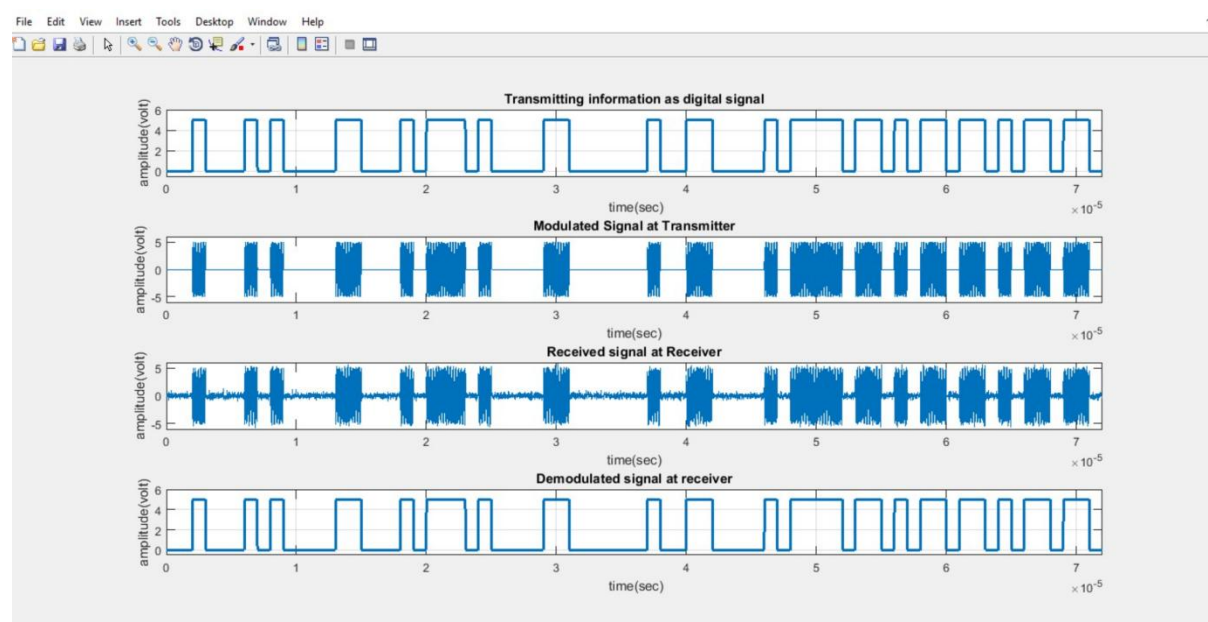 File Edit View Insert Tools Desktop Window Help
Transmitting information as digital signal
amplitude(volt)
6
4
2
0
0 1 2 3 4 5 6 7
time(sec)
×10-5
Modulated Signal at Transmitter
amplitude(volt)
5
0
-5
0 1 2 3 4 5 6 7
time(sec)
×10-5
Received signal at Receiver
amplitude(volt)
5
0
-5
0 1 2 3 4 5 6 7
time(sec)
×10-5
Demodulated signal at receiver
amplitude(volt)
6
4
2
0
0 1 2 3 4 5 6 7
time(sec)
×10-5